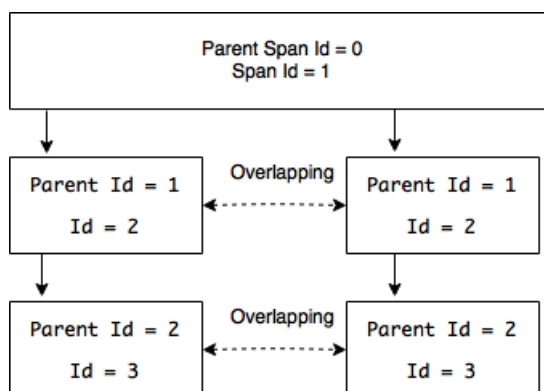 Parent Span Id = 0
Span Id = 1
Parent Id = 1
Id = 2
Overlapping
Parent Id = 1
Id = 2
Parent Id = 2
Id = 3
Overlapping
Parent Id = 2
Id = 3